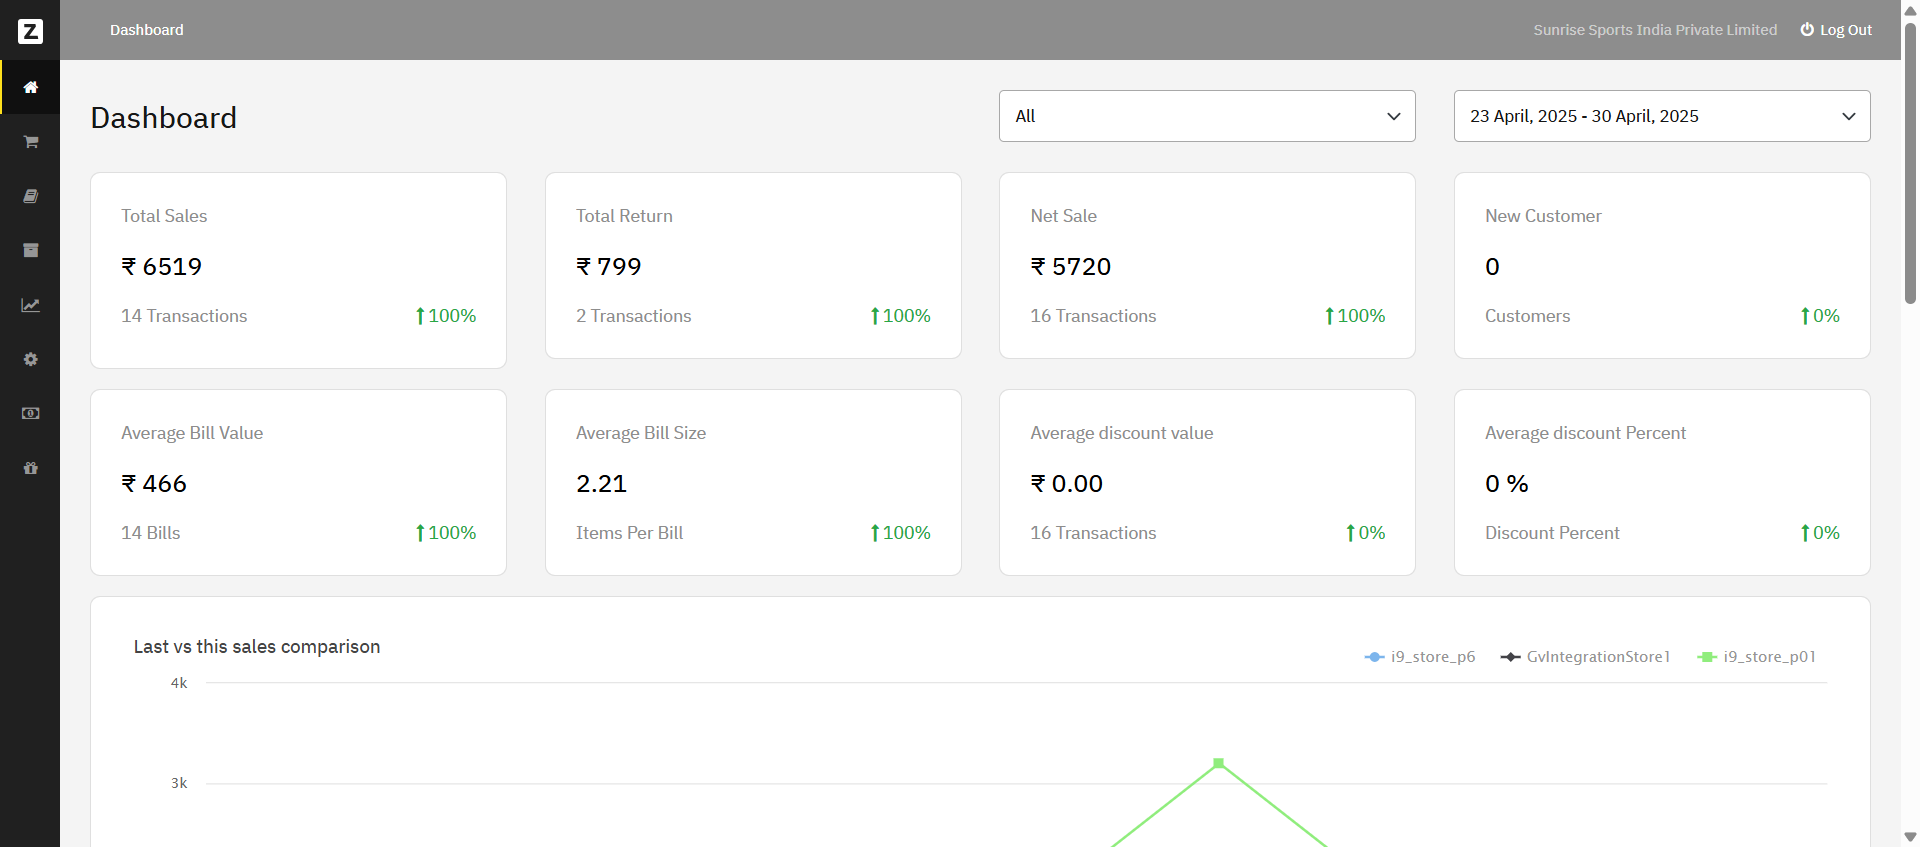 Z
Dashboard
Sunrise Sports India Private Limited
Log Out
Dashboard
All
23 April, 2025 - 30 April, 2025
Total Sales
₹ 6519
14 Transactions
100%
Total Return
₹ 799
2 Transactions
100%
Net Sale
₹ 5720
16 Transactions
100%
New Customer
0
Customers
0%
Average Bill Value
₹ 466
14 Bills
100%
Average Bill Size
2.21
Items Per Bill
100%
Average discount value
₹ 0.00
16 Transactions
0%
Average discount Percent
0 %
Discount Percent
0%
Last vs this sales comparison
i9_store_p6
GvIntegrationStore1
i9_store_p01
4k
3k